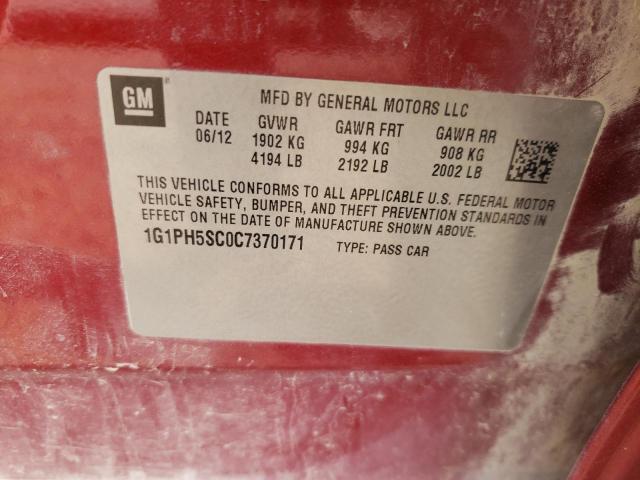 GM
MFD BY GENERAL MOTORS LLC
DATE GVWR GAWR FRT GAWR RR
06/12 1902 KG 994 KG 908 KG
4194 LB 2192 LB 2002 LB
THIS VEHICLE CONFORMS TO ALL APPLICABLE U.S. FEDERAL MOTOR
VEHICLE SAFETY, BUMPER, AND THEFT PREVENTION STANDARDS IN
EFFECT ON THE DATE OF MANUFACTURE SHOWN ABOVE.
1G1PH5SC0C7370171 TYPE: PASS CAR